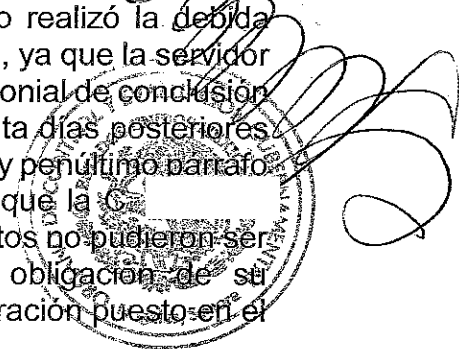 o realizó la debida
, ya que la servidor
onial de conclusión
ta días posteriores
y penúltimo parrafo
que la C.
tos no pudieron ser
obligación de su
ración puesto en el